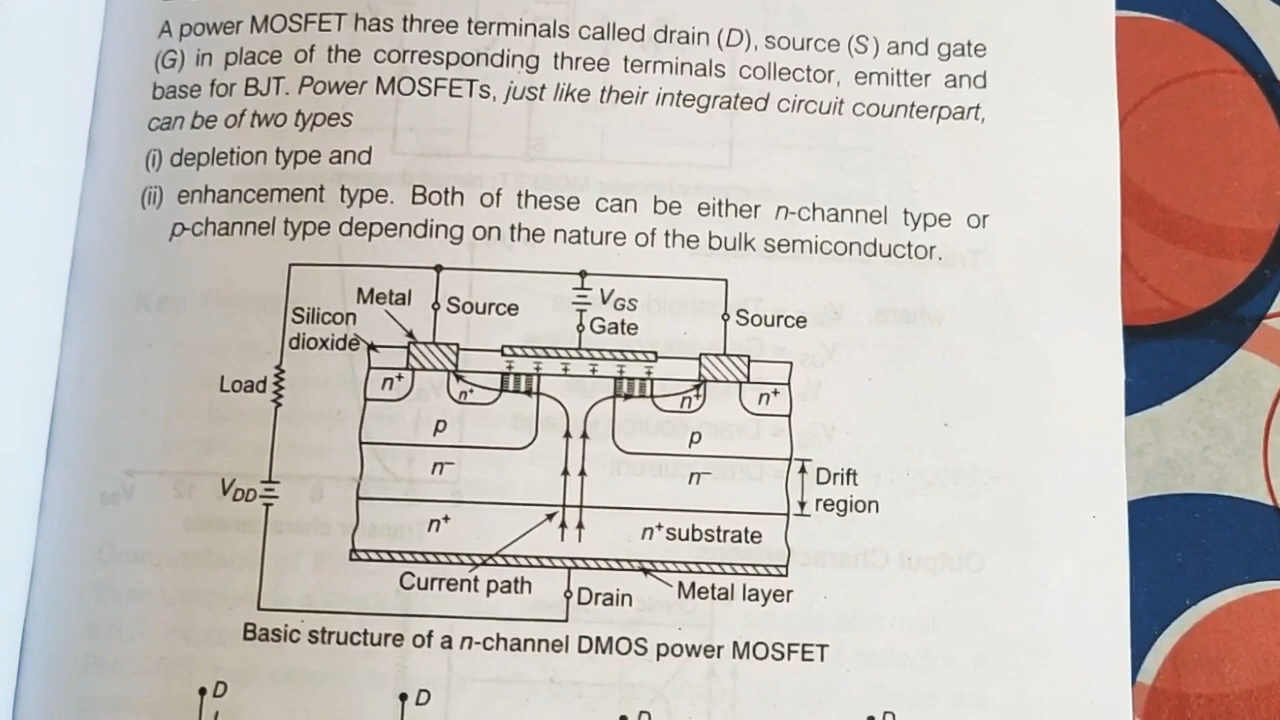 A power MOSFET has three terminals called drain (D), source (S) and gate
(G) in place of the corresponding three terminals collector, emitter and
base for BJT. Power MOSFETs, just like their integrated circuit counterpart,
can be of two types
(i) depletion type and
(ii) enhancement type. Both of these can be either n-channel type or
p-channel type depending on the nature of the bulk semiconductor.
Metal
Source
VGS
Silicon
dioxide
Gate
Source
Load
n+
n+
n+
n+
p
p
n−
n−
Drift
region
VDD
n+
n+ substrate
Current path
Drain
Metal layer
Basic structure of a n-channel DMOS power MOSFET
D
D